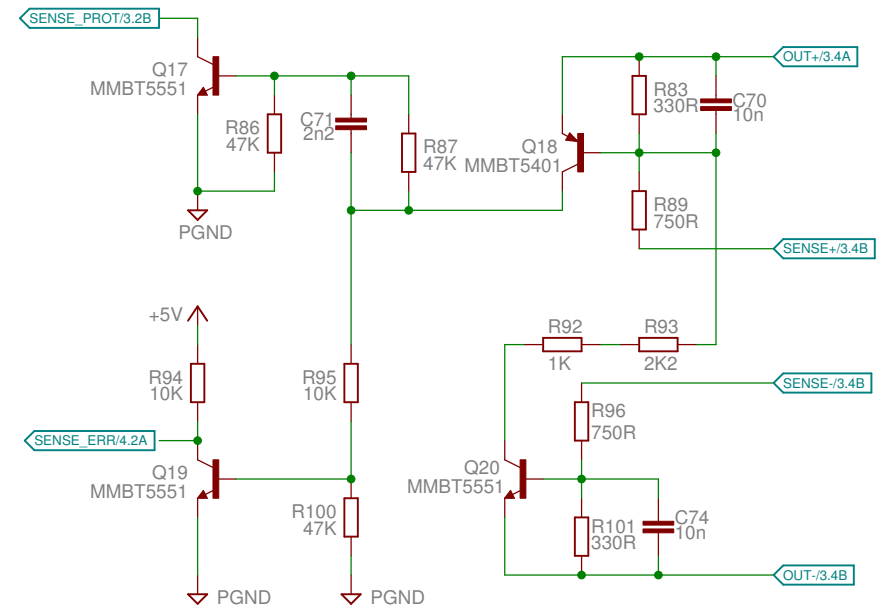 SENSE_PROT/3.2B
Q17
MMBT5551
R86
47K
C71
2n2
R87
47K
PGND
OUT+/3.4A
R83
330R
C70
10n
Q18
MMBT5401
R89
750R
SENSE+/3.4B
+5V
R94
10K
R95
10K
R92
1K
R93
2K2
SENSE-/3.4B
R96
750R
SENSE_ERR/4.2A
Q19
MMBT5551
R100
47K
Q20
MMBT5551
R101
330R
C74
10n
OUT-/3.4B
PGND
PGND